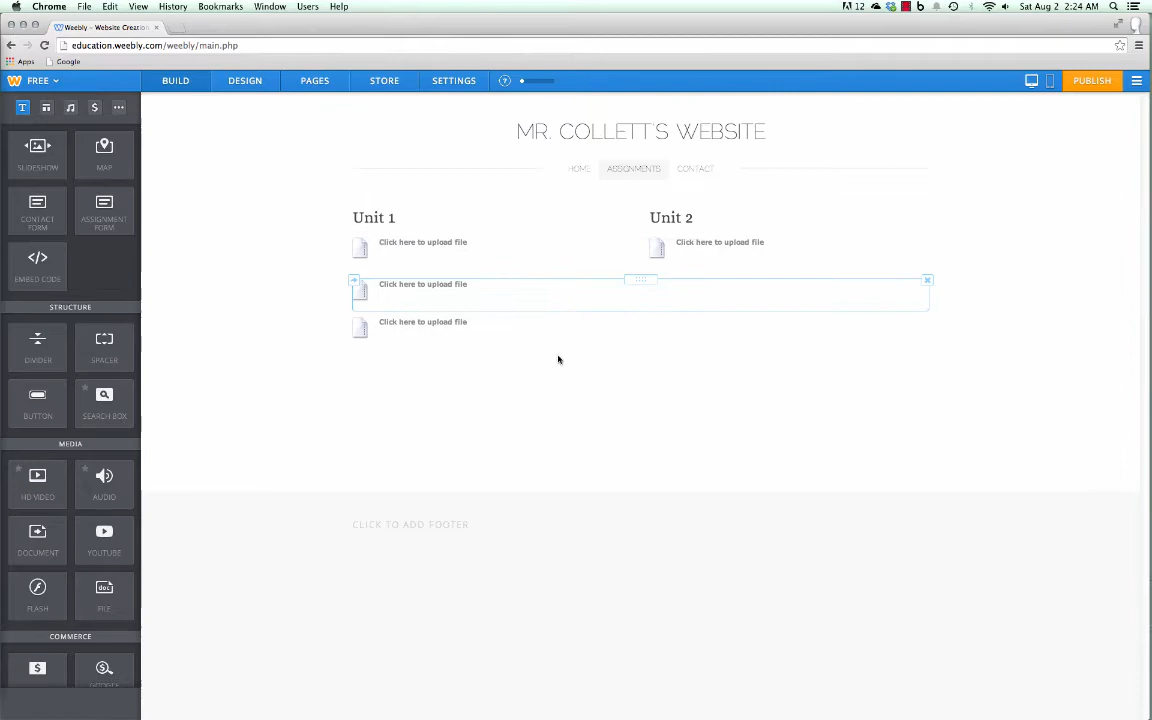 Chrome File Edit View History Bookmarks Window Users Help 12 Sat Aug 2 2:24 AM
Weebly - Website Creation
education.weebly.com/weebly/main.php
Apps Google
FREE BUILD DESIGN PAGES STORE SETTINGS ? PUBLISH
SLIDESHOW MAP
CONTACT FORM ASSIGNMENT FORM
EMBED CODE
STRUCTURE
DIVIDER SPACER
BUTTON SEARCH BOX
MEDIA
HD VIDEO AUDIO
DOCUMENT YOUTUBE
FLASH FILE
COMMERCE
MR. COLLETT'S WEBSITE
HOME ASSIGNMENTS CONTACT
Unit 1 Unit 2
Click here to upload file Click here to upload file
Click here to upload file
Click here to upload file
CLICK TO ADD FOOTER